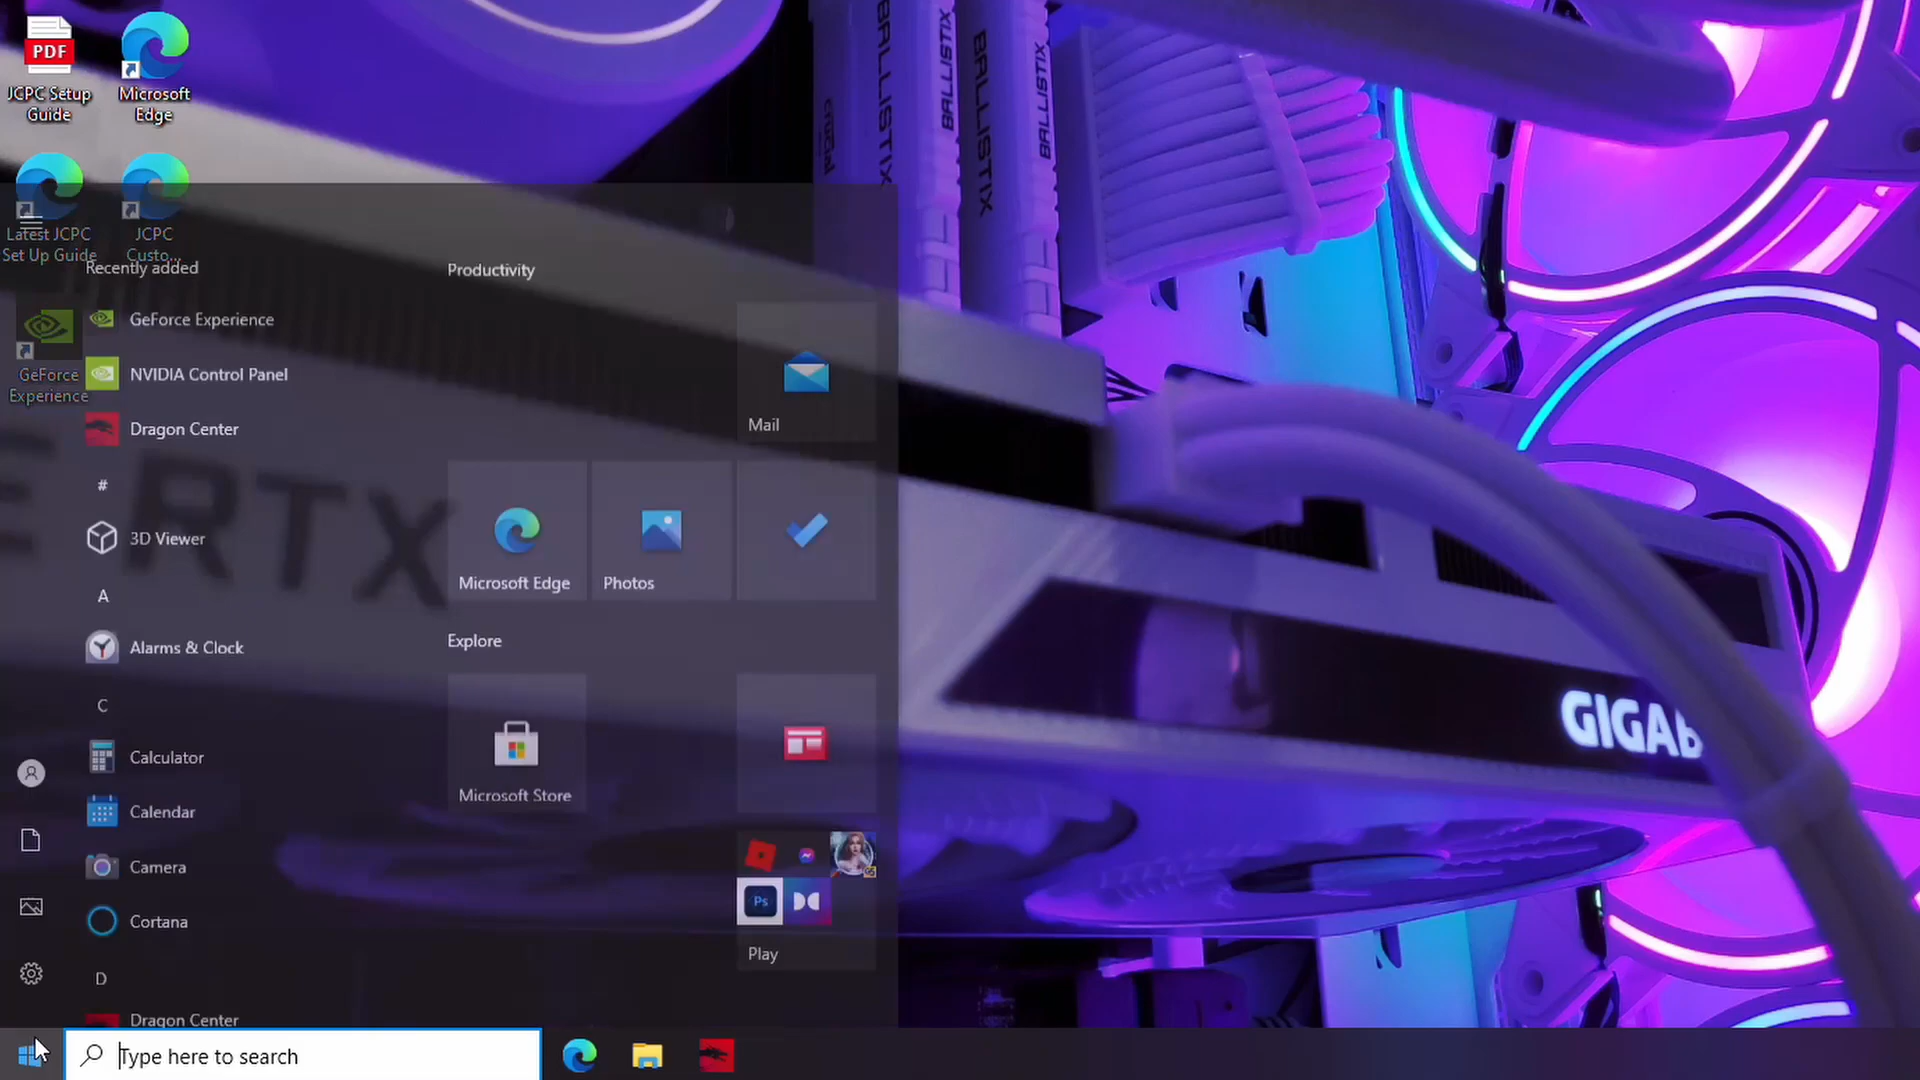 PDF
JCPC Setup
Guide
Microsoft
Edge
Latest JCPC
Set Up Guide
JCPC
Custo...
GeForce
Experience
Recently added
GeForce Experience
NVIDIA Control Panel
Dragon Center
#
3D Viewer
A
Alarms & Clock
C
Calculator
Calendar
Camera
Cortana
D
Dragon Center
Productivity
Mail
Microsoft Edge
Photos
Explore
Microsoft Store
Ps
Play
Type here to search
crucial
BALLISTIX
BALLISTIX
BALLISTIX
BALLISTIX
RTX